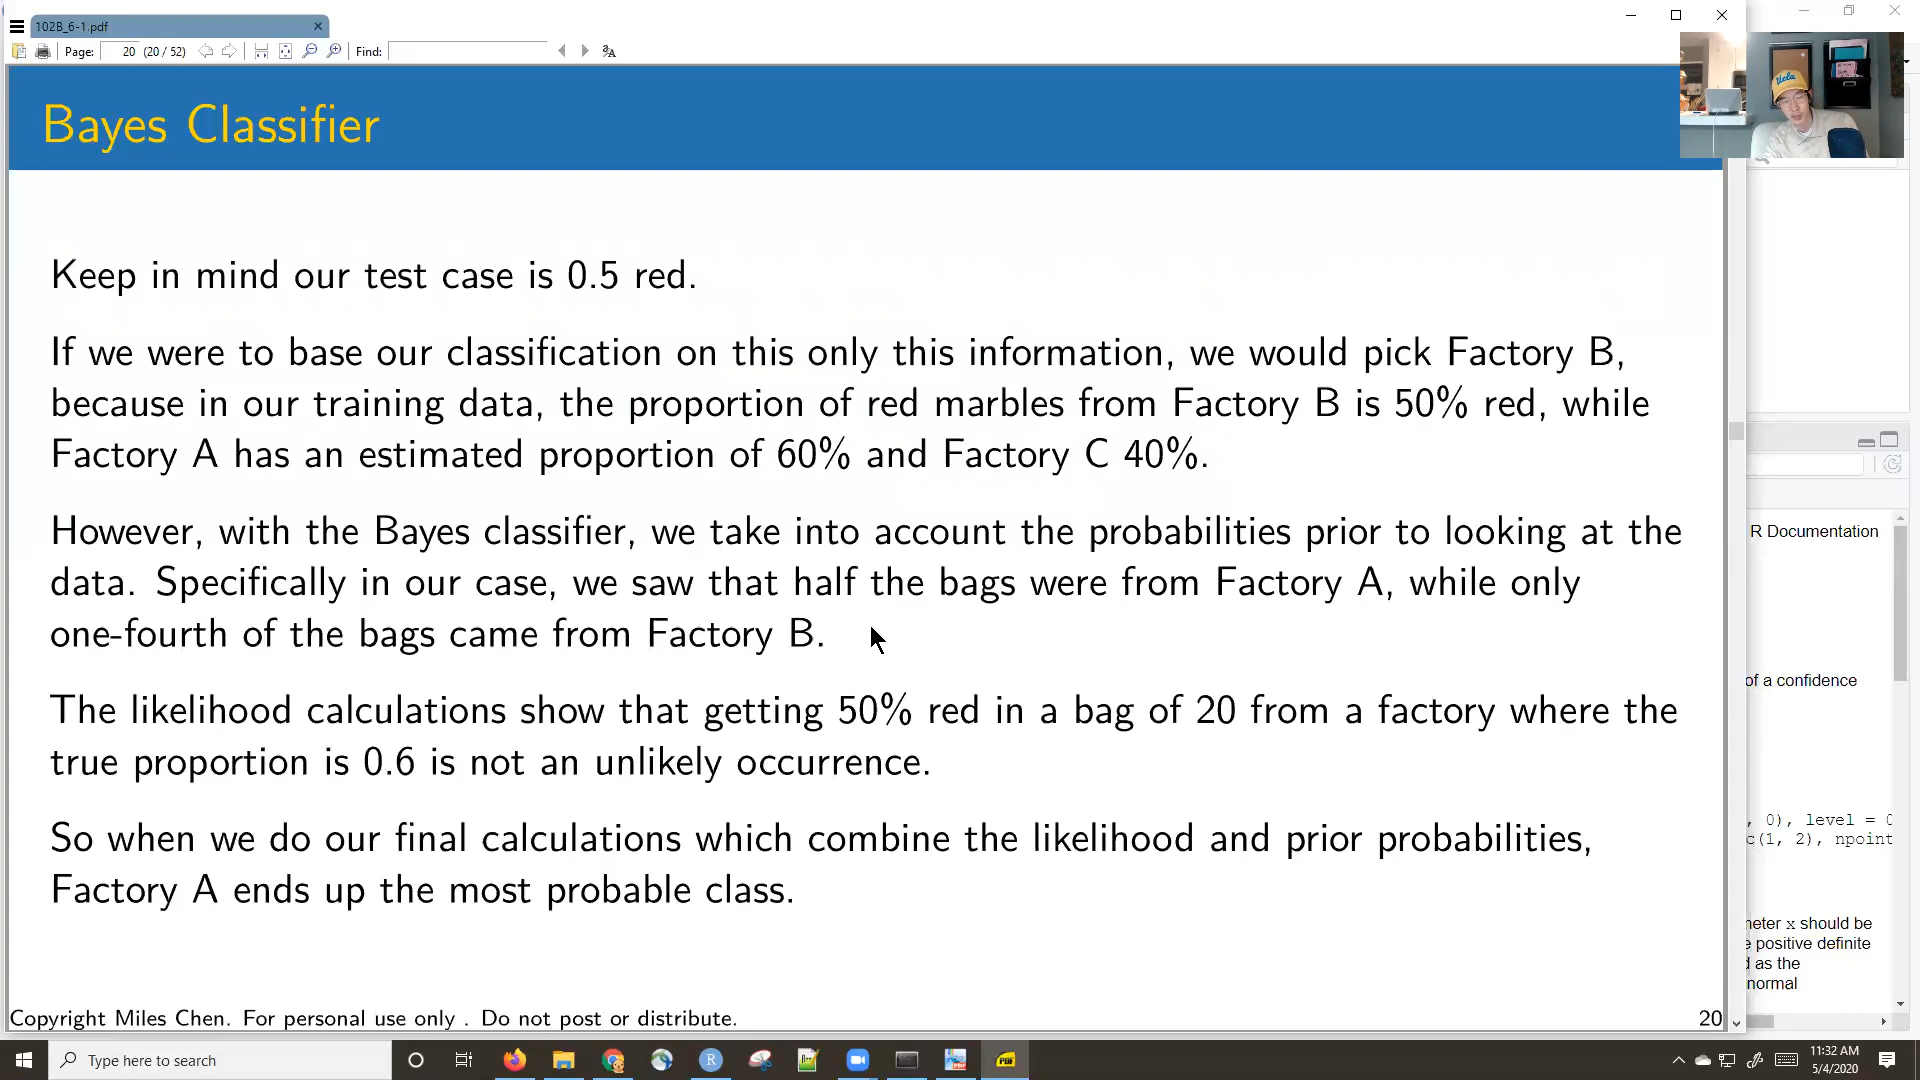 102B_6-1.pdf
Page: 20 (20 / 52) Find:
Bayes Classifier
Keep in mind our test case is 0.5 red.
If we were to base our classification on this only this information, we would pick Factory B,
because in our training data, the proportion of red marbles from Factory B is 50% red, while
Factory A has an estimated proportion of 60% and Factory C 40%.
However, with the Bayes classifier, we take into account the probabilities prior to looking at the
data. Specifically in our case, we saw that half the bags were from Factory A, while only
one-fourth of the bags came from Factory B.
The likelihood calculations show that getting 50% red in a bag of 20 from a factory where the
true proportion is 0.6 is not an unlikely occurrence.
So when we do our final calculations which combine the likelihood and prior probabilities,
Factory A ends up the most probable class.
Copyright Miles Chen. For personal use only . Do not post or distribute.
20
Ucla
R Documentation
of a confidence
, 0), level = 0
c(1, 2), npoint
neter x should be
e positive definite
d as the
normal
Type here to search
11:32 AM
5/4/2020